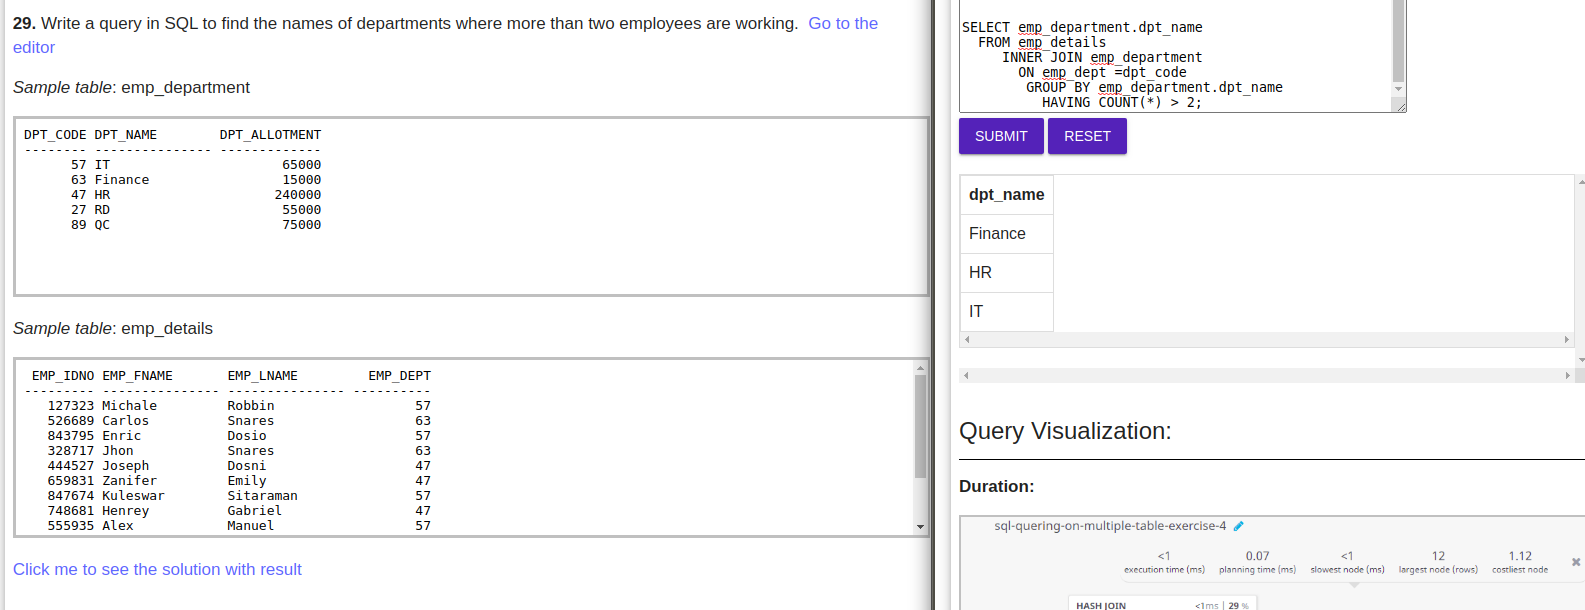 29. Write a query in SQL to find the names of departments where more than two employees are working. Go to the
editor
Sample table: emp_department
DPT_CODE DPT_NAME        DPT_ALLOTMENT
-------- --------------- -------------
      57 IT                      65000
      63 Finance                 15000
      47 HR                     240000
      27 RD                      55000
      89 QC                      75000
Sample table: emp_details
 EMP_IDNO EMP_FNAME       EMP_LNAME         EMP_DEPT
--------- --------------- --------------- ----------
   127323 Michale         Robbin                  57
   526689 Carlos          Snares                  63
   843795 Enric           Dosio                   57
   328717 Jhon            Snares                  63
   444527 Joseph          Dosni                   47
   659831 Zanifer         Emily                   47
   847674 Kuleswar        Sitaraman               57
   748681 Henrey          Gabriel                 47
   555935 Alex            Manuel                  57
Click me to see the solution with result
SELECT emp_department.dpt_name
  FROM emp_details
     INNER JOIN emp_department
       ON emp_dept =dpt_code
        GROUP BY emp_department.dpt_name
          HAVING COUNT(*) > 2;
SUBMIT RESET
dpt_name
Finance
HR
IT
Query Visualization:
Duration:
sql-quering-on-multiple-table-exercise-4
<1 0.07 <1 12 1.12
execution time (ms) planning time (ms) slowest node (ms) largest node (rows) costliest node
HASH JOIN <1ms | 29 %